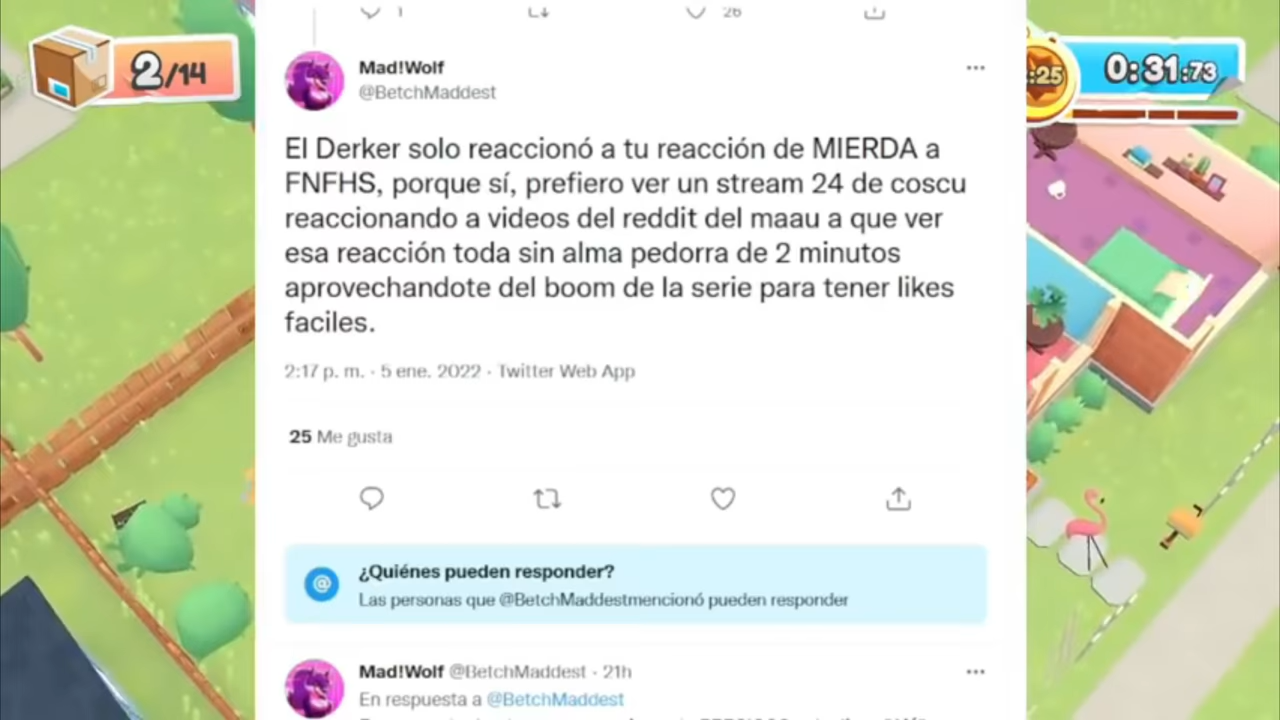 1
26
2/14
:25
0:31:73
Mad!Wolf
@BetchMaddest
El Derker solo reaccionó a tu reacción de MIERDA a
FNFHS, porque sí, prefiero ver un stream 24 de coscu
reaccionando a videos del reddit del maau a que ver
esa reacción toda sin alma pedorra de 2 minutos
aprovechandote del boom de la serie para tener likes
faciles.
2:17 p. m. · 5 ene. 2022 · Twitter Web App
25 Me gusta
¿Quiénes pueden responder?
Las personas que @BetchMaddestmencionó pueden responder
Mad!Wolf @BetchMaddest · 21h
En respuesta a @BetchMaddest